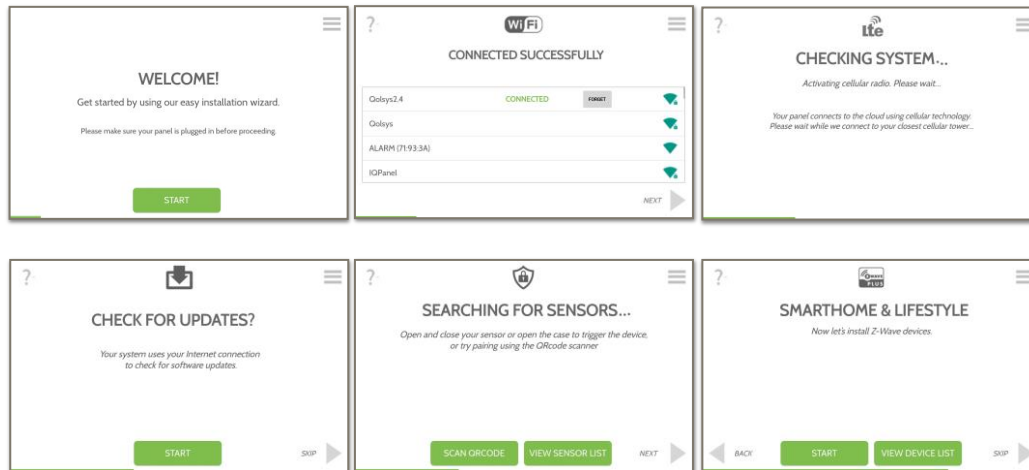 WELCOME!
Get started by using our easy installation wizard.
Please make sure your panel is plugged in before proceeding.
START
?
WiFi
CONNECTED SUCCESSFULLY
Qolsys2.4 CONNECTED FORGET
Qolsys
ALARM (71:93:3A)
IQPanel
NEXT
?
lte
CHECKING SYSTEM...
Activating cellular radio. Please wait...
Your panel connects to the cloud using cellular technology.
Please wait while we connect to your closest cellular tower...
?
CHECK FOR UPDATES?
Your system uses your Internet connection
to check for software updates.
START
SKIP
?
SEARCHING FOR SENSORS...
Open and close your sensor or open the case to trigger the device,
or try pairing using the QRcode scanner
SCAN QRCODE VIEW SENSOR LIST NEXT
?
Z-WAVE
PLUS
SMARTHOME & LIFESTYLE
Now let's install Z-Wave devices.
BACK START VIEW DEVICE LIST SKIP